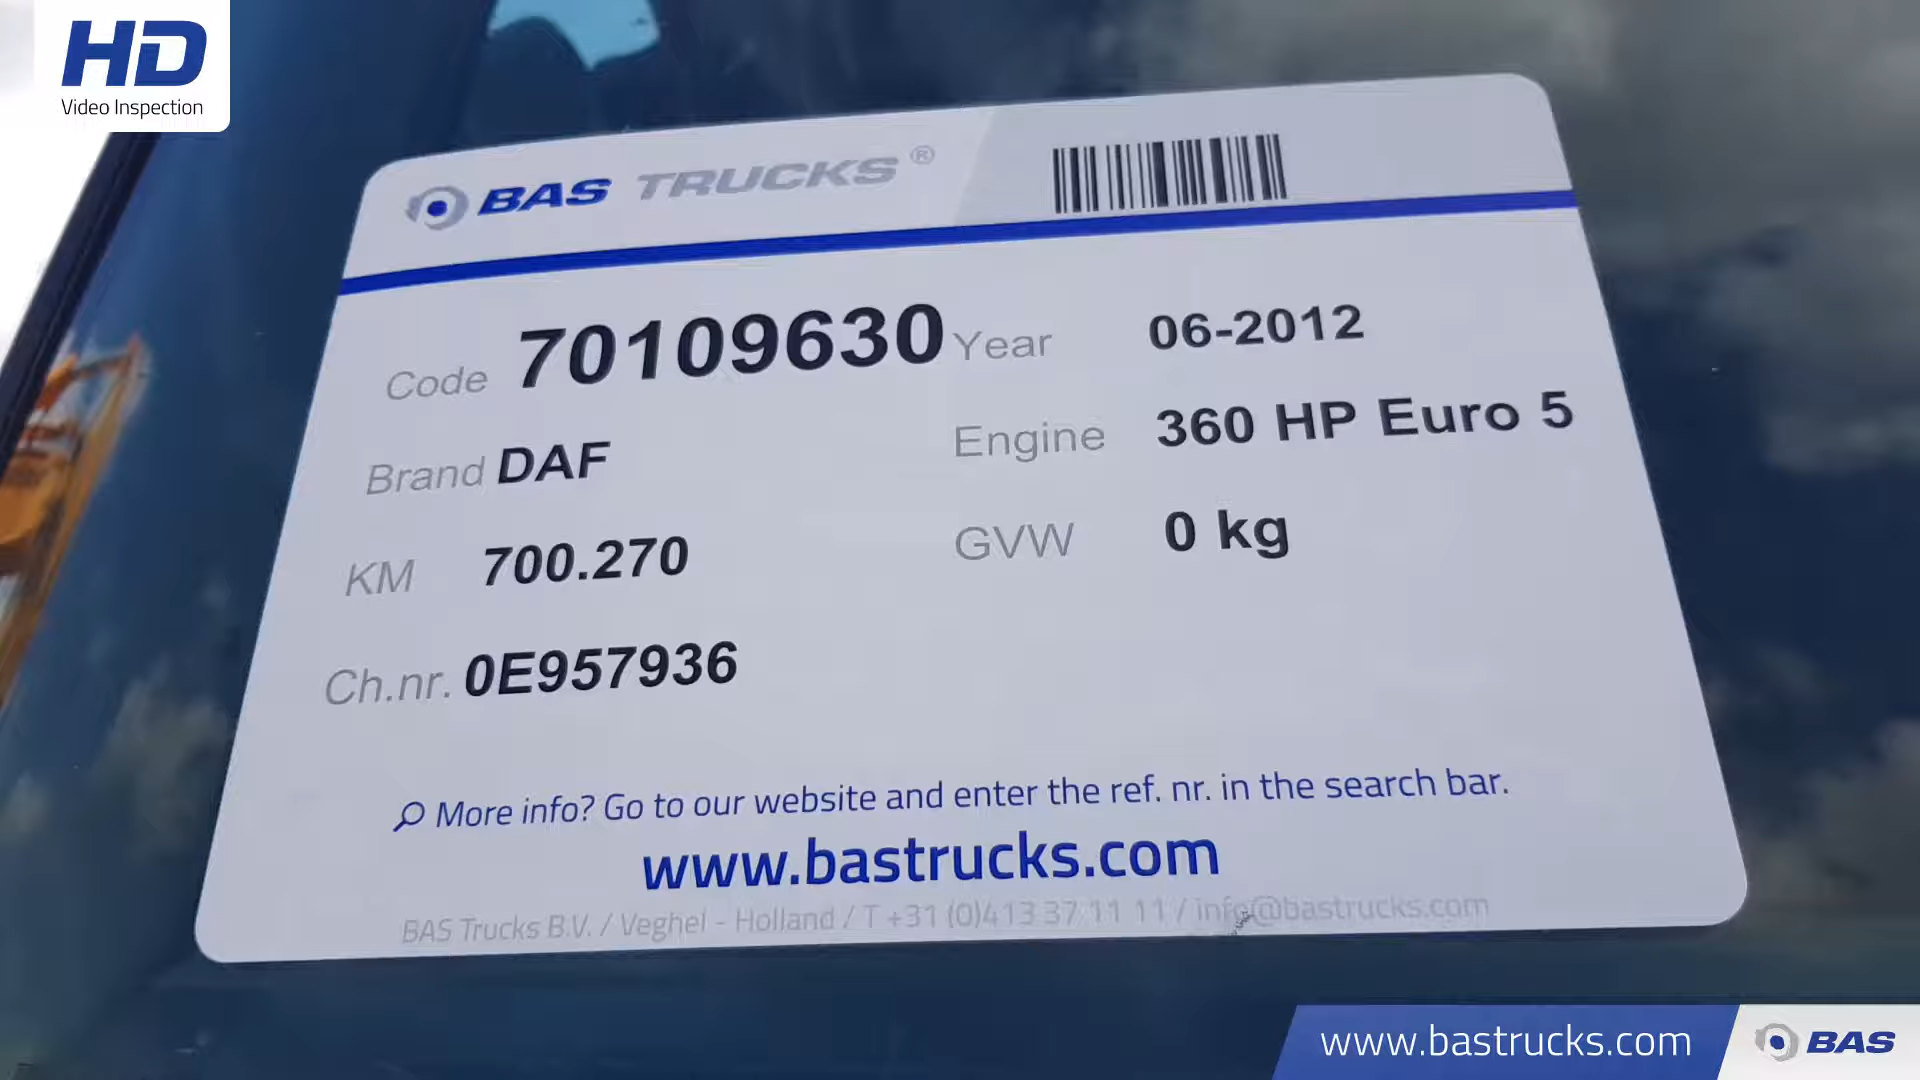 HD
Video Inspection
BAS TRUCKS®
Code 70109630 Year 06-2012
Brand DAF Engine 360 HP Euro 5
KM 700.270 GVW 0 kg
Ch.nr. 0E957936
More info? Go to our website and enter the ref. nr. in the search bar.
www.bastrucks.com
BAS Trucks B.V. / Veghel - Holland / T +31 (0)413 37 11 11 / info@bastrucks.com
www.bastrucks.com BAS